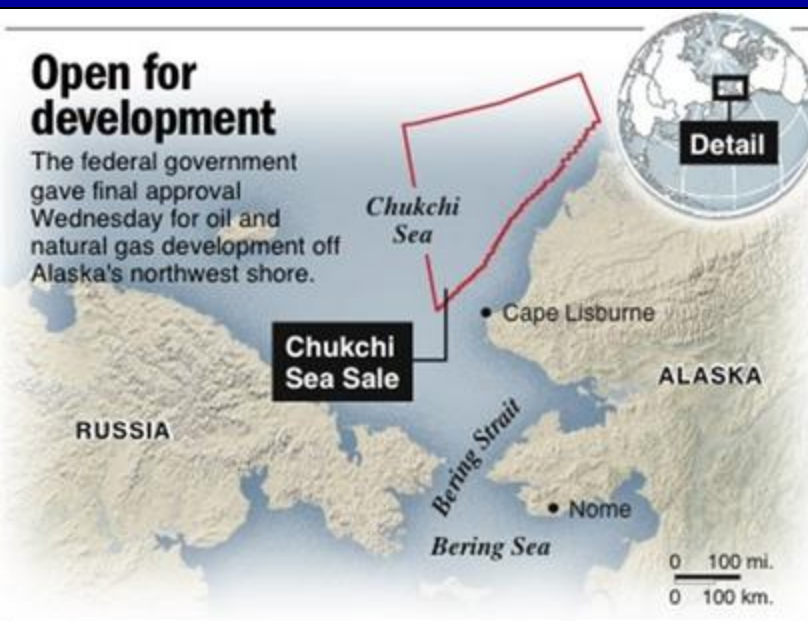 Open for
development
The federal government
gave final approval
Wednesday for oil and
natural gas development off
Alaska's northwest shore.
Detail
Chukchi
Sea
Cape Lisburne
Chukchi
Sea Sale
ALASKA
RUSSIA
Bering Strait
Nome
Bering Sea
0 100 mi.
0 100 km.